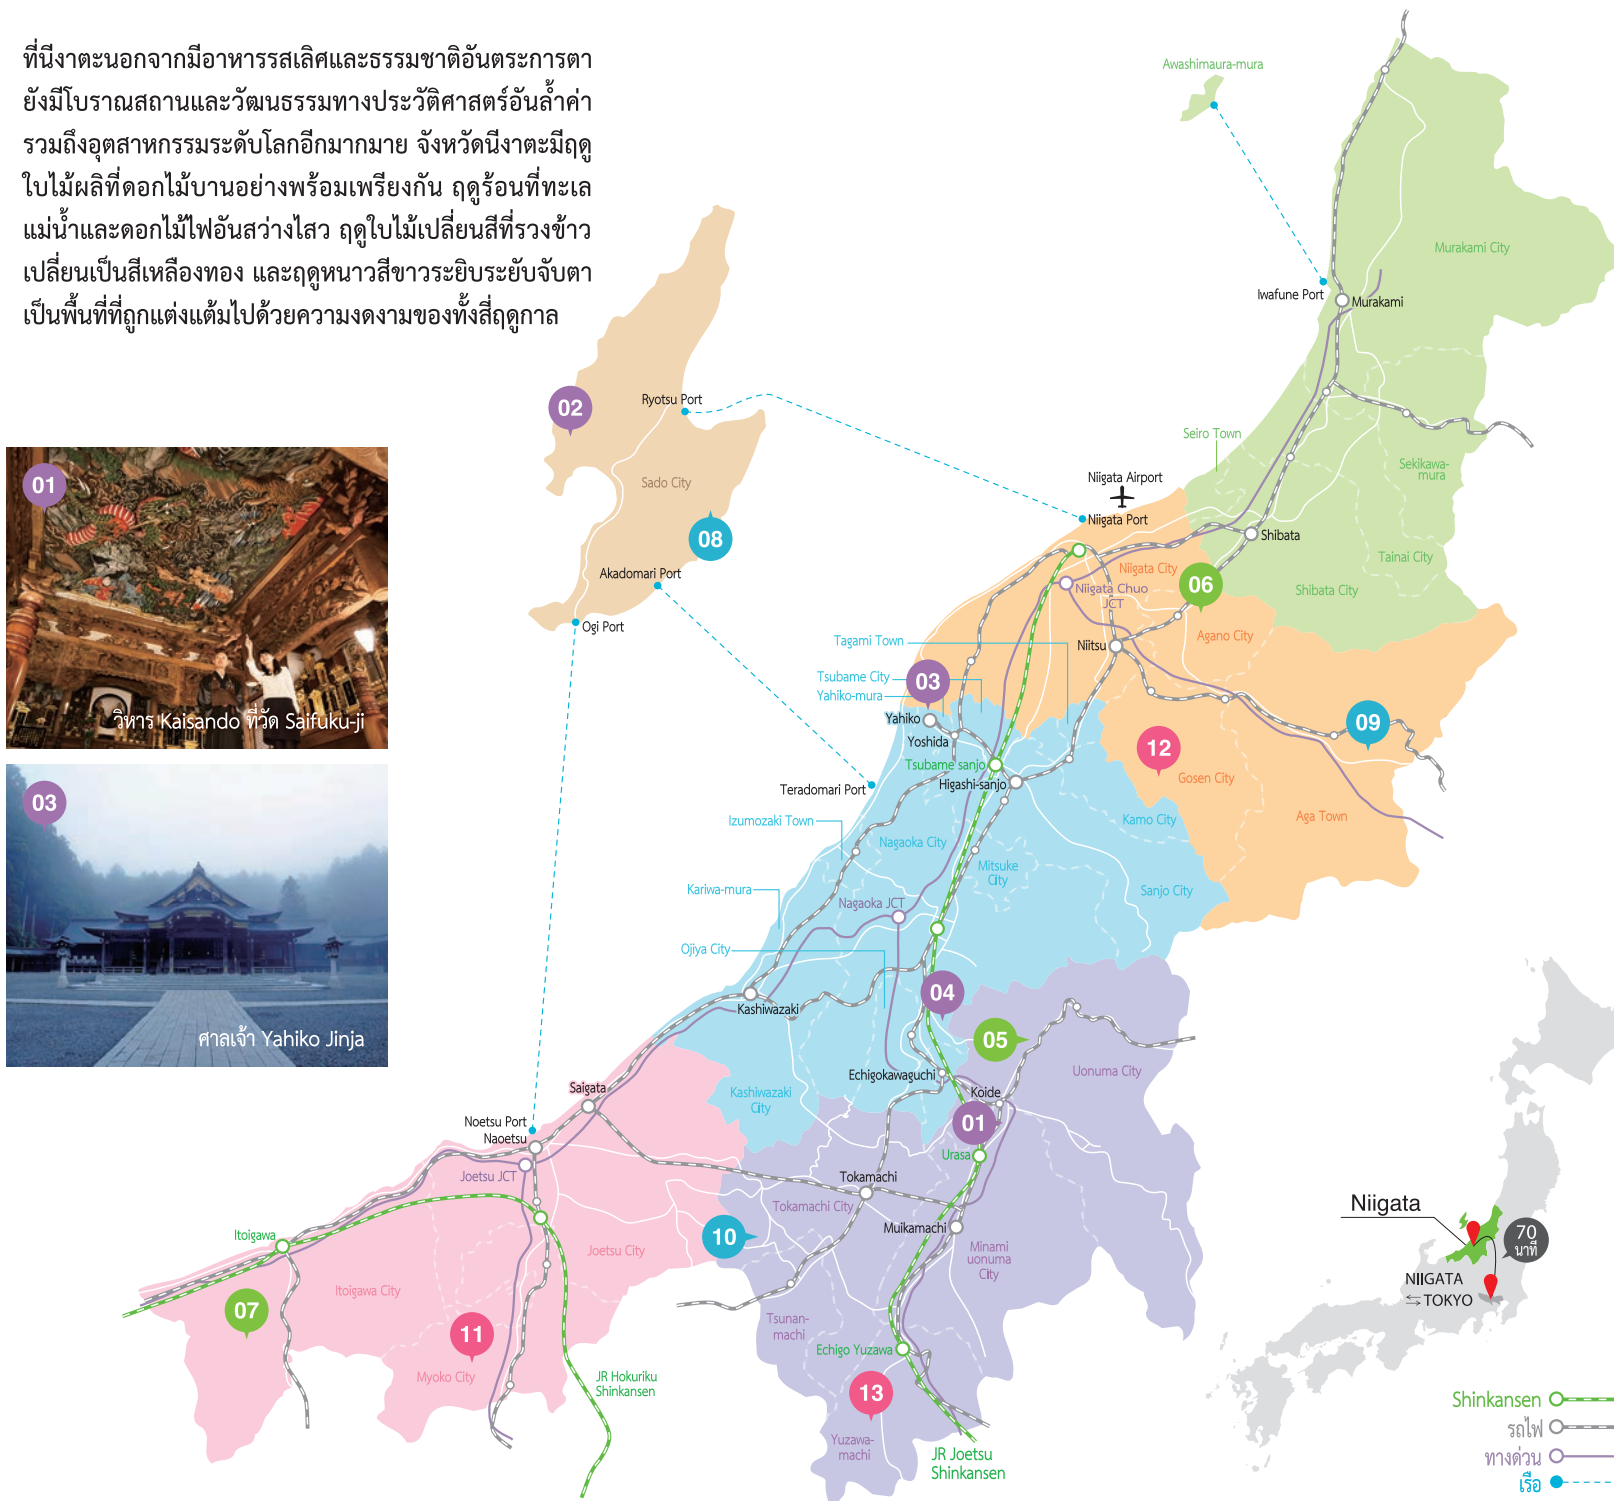 ที่นีงาตะนอกจากมีอาหารรสเลิศและธรรมชาติอันตระการตา
ยังมีโบราณสถานและวัฒนธรรมทางประวัติศาสตร์อันล้ำค่า
รวมถึงอุตสาหกรรมระดับโลกอีกมากมาย จังหวัดนีงาตะมีฤดู
ใบไม้ผลิที่ดอกไม้บานอย่างพร้อมเพรียงกัน ฤดูร้อนที่ทะเล
แม่น้ำและดอกไม้ไฟอันสว่างไสว ฤดูใบไม้เปลี่ยนสีที่รวงข้าว
เปลี่ยนเป็นสีเหลืองทอง และฤดูหนาวสีขาวระยิบระยับจับตา
เป็นพื้นที่ที่ถูกแต่งแต้มไปด้วยความงดงามของทั้งสี่ฤดูกาล
01
วิหาร Kaisando ที่วัด Saifuku-ji
03
ศาลเจ้า Yahiko Jinja
Awashimaura-mura
Murakami City
Iwafune Port
Murakami
02
Ryotsu Port
Sado City
08
Akadomari Port
Ogi Port
Seiro Town
Sekikawa-
mura
Niigata Airport
Niigata Port
Shibata
Tainai City
Niigata City
06
Shibata City
Niigata Chuo
JCT
Agano City
Niitsu
Tagami Town
Tsubame City
03
Yahiko-mura
Yahiko
Yoshida
09
12
Tsubame sanjo
Higashi-sanjo
Gosen City
Teradomari Port
Aga Town
Izumozaki Town
Kamo City
Nagaoka City
Mitsuke
City
Kariwa-mura
Sanjo City
Nagaoka JCT
Ojiya City
04
Kashiwazaki
05
Uonuma City
Echigokawaguchi
Saigata
Kashiwazaki
City
Koide
01
Noetsu Port
Naoetsu
Urasa
Joetsu JCT
Tokamachi
Tokamachi City
Muikamachi
10
Itoigawa
Joetsu City
Minami
uonuma
City
Itoigawa City
07
11
Tsunan-
machi
Echigo Yuzawa
Myoko City
JR Hokuriku
Shinkansen
13
Yuzawa-
machi
JR Joetsu
Shinkansen
Niigata
70
นาที
NIIGATA
⇆ TOKYO
Shinkansen
รถไฟ
ทางด่วน
เรือ